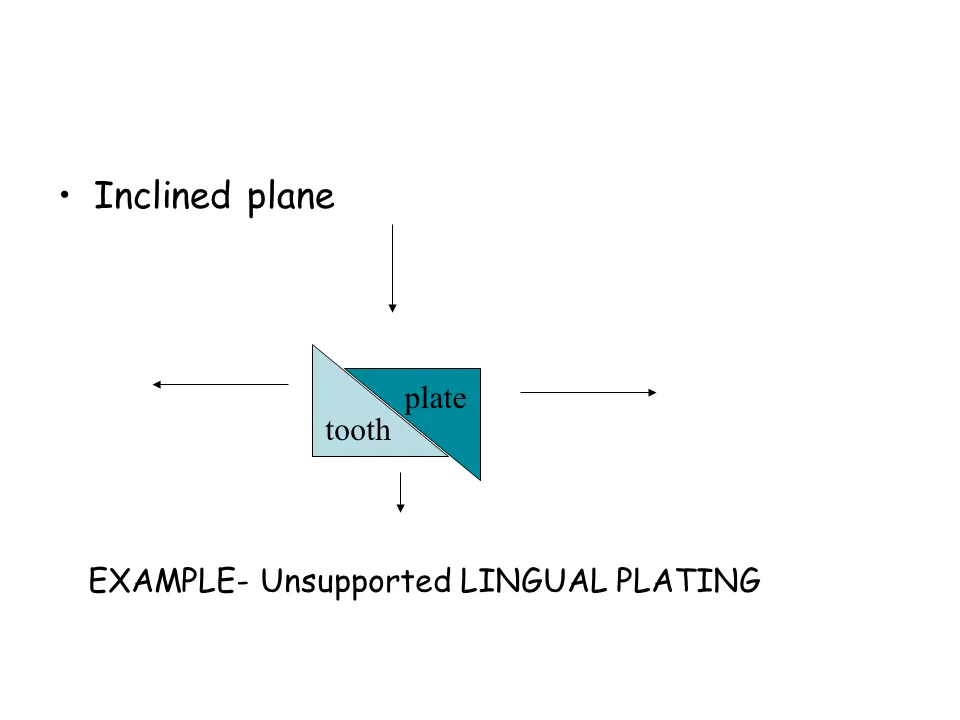 • Inclined plane
plate
tooth
EXAMPLE- Unsupported LINGUAL PLATING